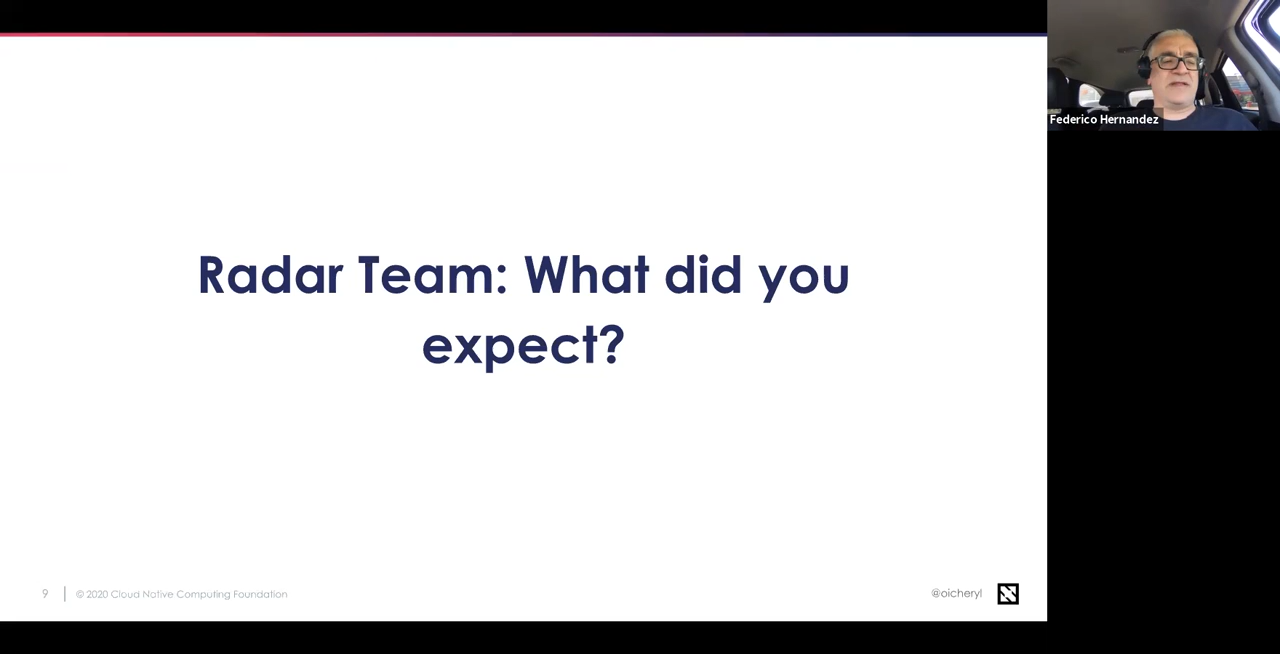 Federico Hernandez
Radar Team: What did you
expect?
9
© 2020 Cloud Native Computing Foundation
@oicheryl